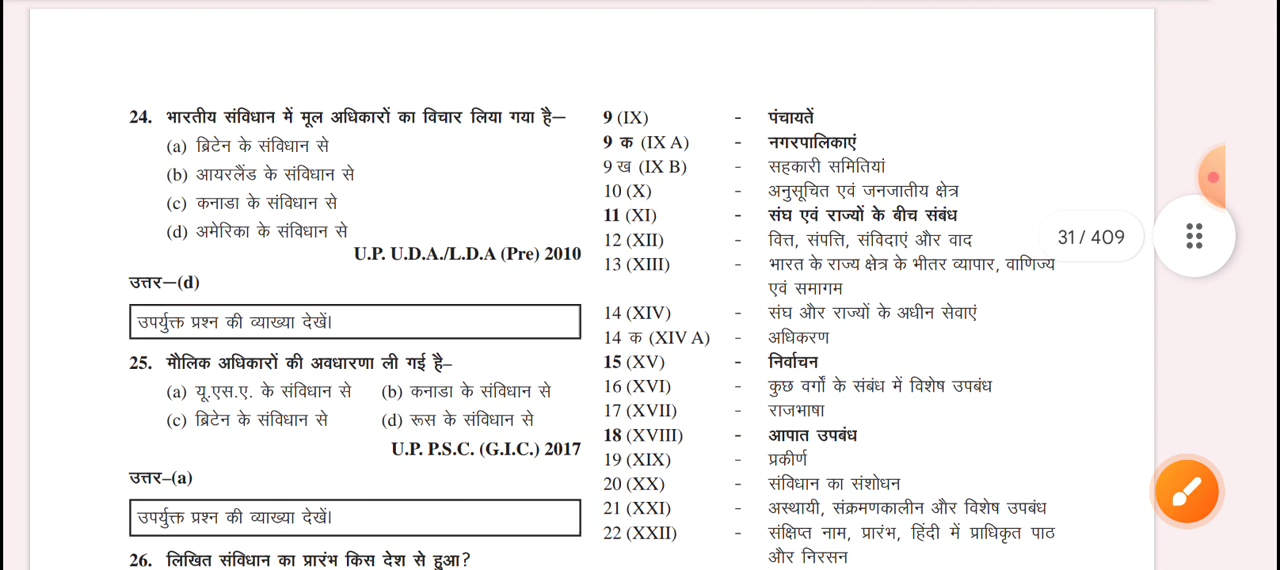 24. भारतीय संविधान में मूल अधिकारों का विचार लिया गया है–
(a) ब्रिटेन के संविधान से
(b) आयरलैंड के संविधान से
(c) कनाडा के संविधान से
(d) अमेरिका के संविधान से
U.P. U.D.A./L.D.A (Pre) 2010
उत्तर–(d)
उपर्युक्त प्रश्न की व्याख्या देखें।
25. मौलिक अधिकारों की अवधारणा ली गई है–
(a) यू.एस.ए. के संविधान से (b) कनाडा के संविधान से
(c) ब्रिटेन के संविधान से (d) रूस के संविधान से
U.P. P.S.C. (G.I.C.) 2017
उत्तर–(a)
उपर्युक्त प्रश्न की व्याख्या देखें।
26. लिखित संविधान का प्रारंभ किस देश से हुआ?
9 (IX) - पंचायतें
9 क (IX A) - नगरपालिकाएं
9 ख (IX B) - सहकारी समितियां
10 (X) - अनुसूचित एवं जनजातीय क्षेत्र
11 (XI) - संघ एवं राज्यों के बीच संबंध
12 (XII) - वित्त, संपत्ति, संविदाएं और वाद
13 (XIII) - भारत के राज्य क्षेत्र के भीतर व्यापार, वाणिज्य
एवं समागम
14 (XIV) - संघ और राज्यों के अधीन सेवाएं
14 क (XIV A) - अधिकरण
15 (XV) - निर्वाचन
16 (XVI) - कुछ वर्गों के संबंध में विशेष उपबंध
17 (XVII) - राजभाषा
18 (XVIII) - आपात उपबंध
19 (XIX) - प्रकीर्ण
20 (XX) - संविधान का संशोधन
21 (XXI) - अस्थायी, संक्रमणकालीन और विशेष उपबंध
22 (XXII) - संक्षिप्त नाम, प्रारंभ, हिंदी में प्राधिकृत पाठ
और निरसन
31 / 409